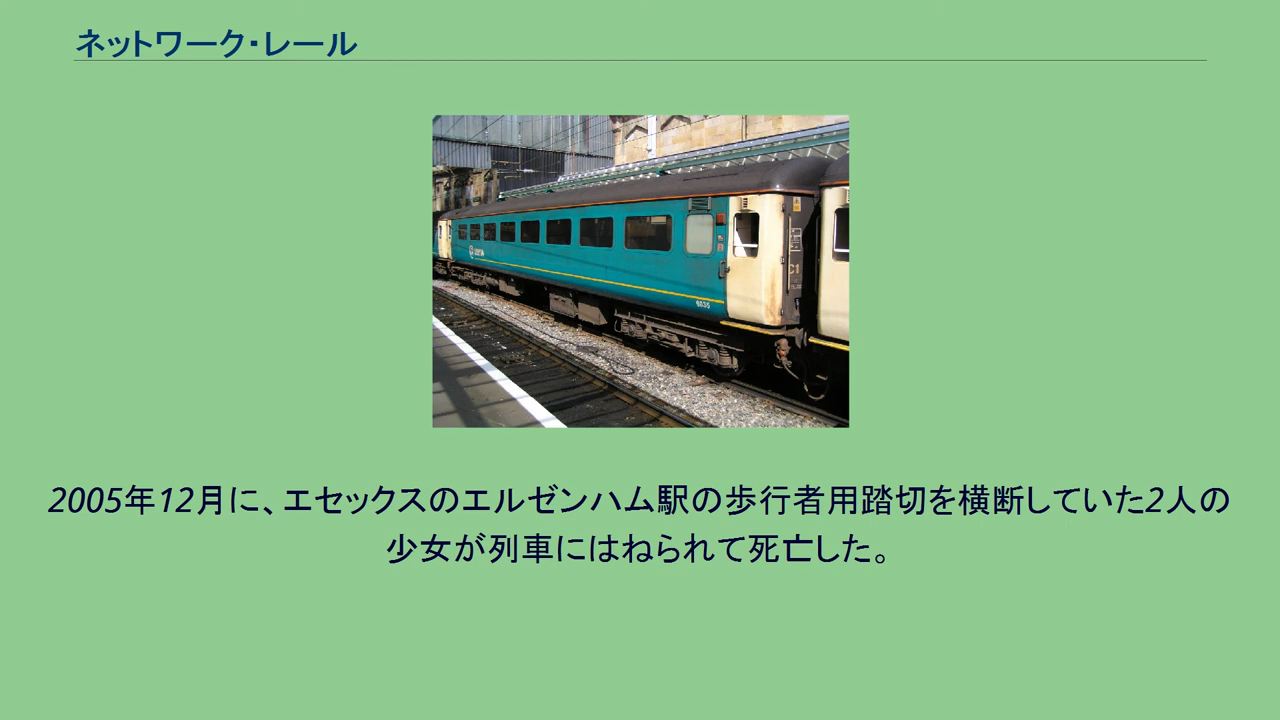 ネットワーク・レール
2005年12月に、エセックスのエルゼンハム駅の歩行者用踏切を横断していた2人の
少女が列車にはねられて死亡した。